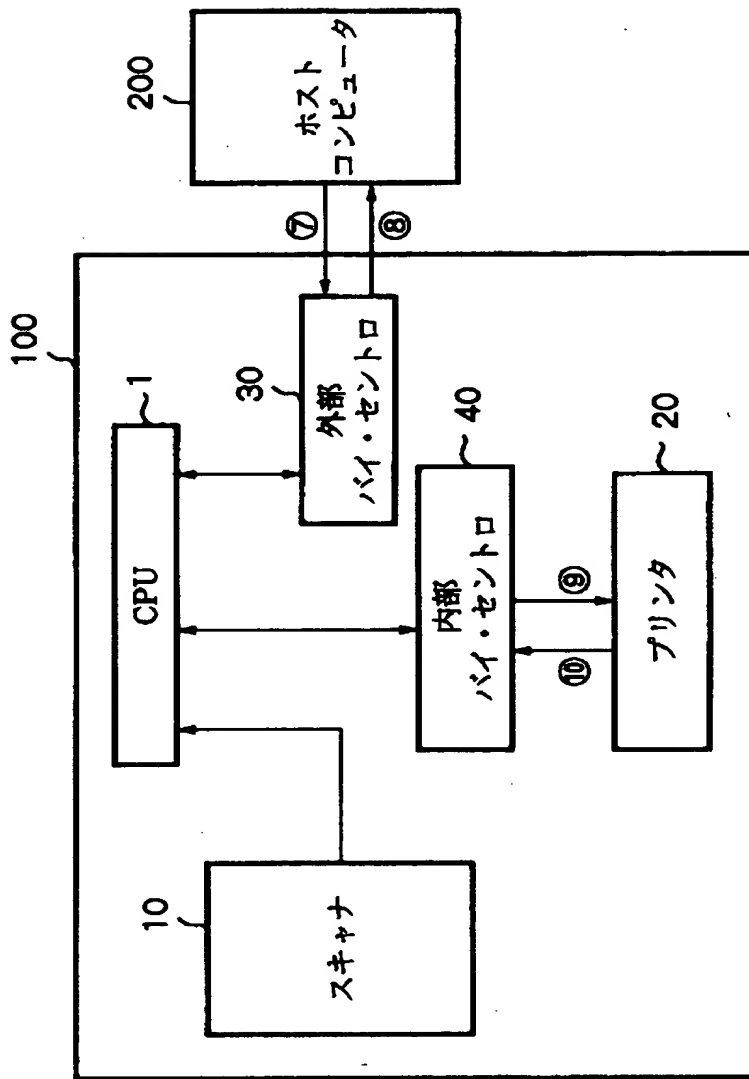 100
1
CPU
200
ホスト
コンピュータ
⑦
⑧
30
外部
バイ・セントロ
10
スキャナ
40
内部
バイ・セントロ
⑨
⑩
20
プリンタ